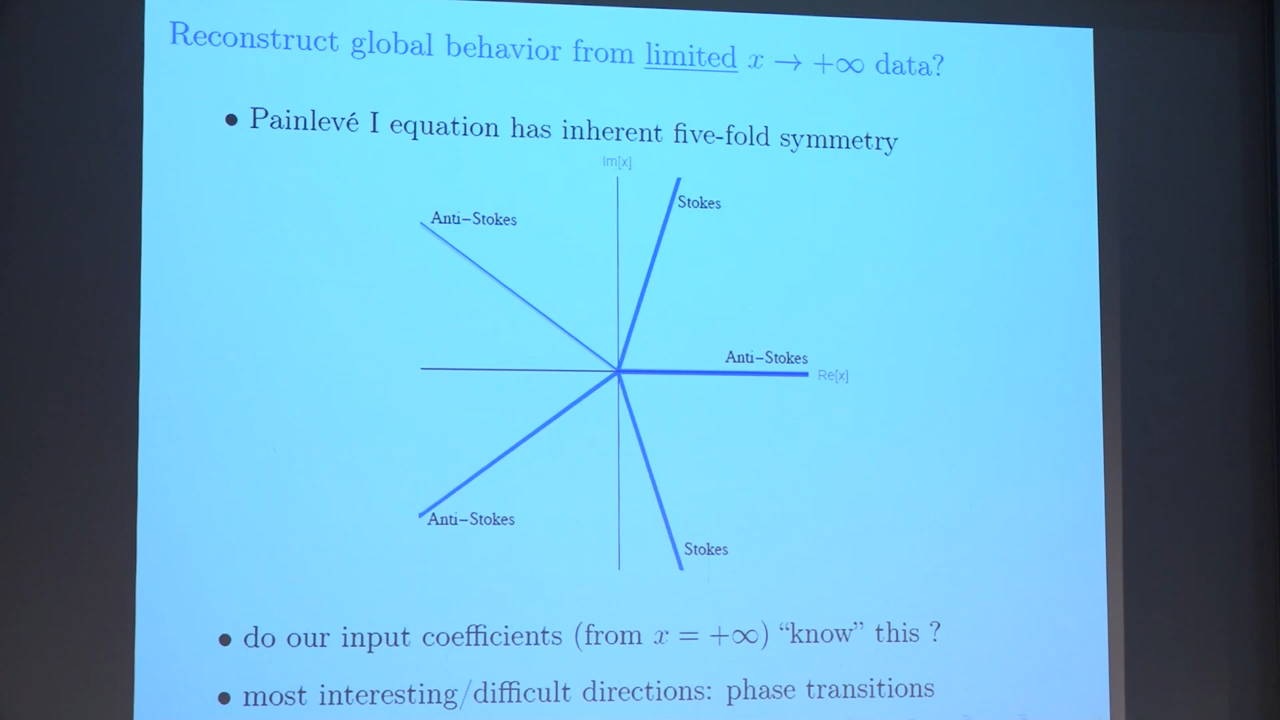 Reconstruct global behavior from limited x → +∞ data?
• Painlevé I equation has inherent five-fold symmetry
Im[x]
Stokes
Anti−Stokes
Anti−Stokes
Re[x]
Anti−Stokes
Stokes
• do our input coefficients (from x = +∞) “know” this ?
• most interesting/difficult directions: phase transitions